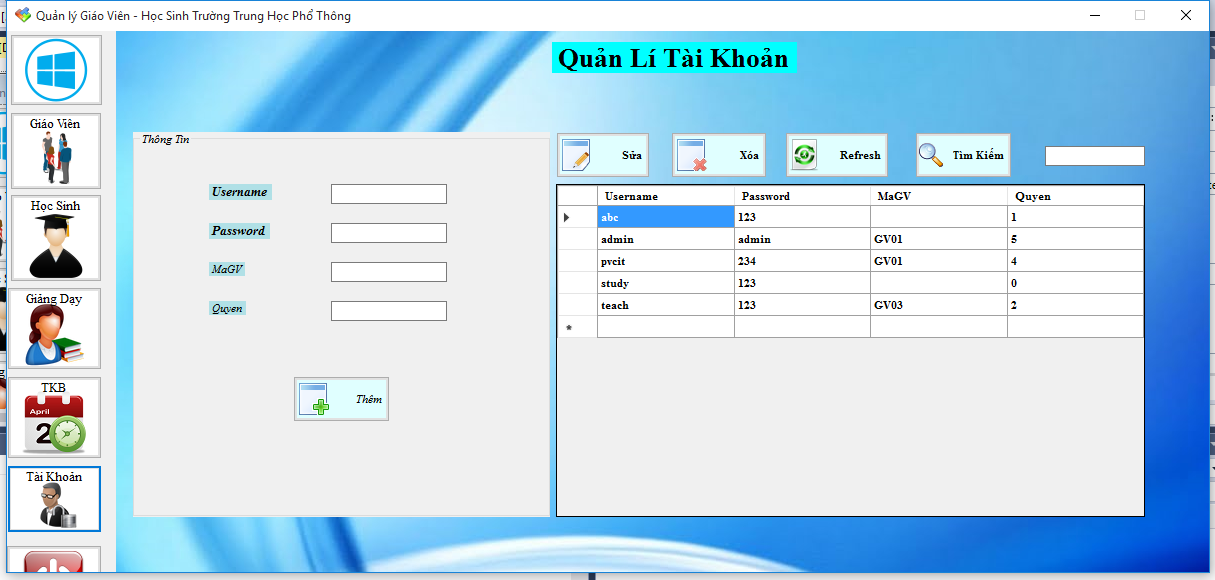 Quản lý Giáo Viên - Học Sinh Trường Trung Học Phổ Thông
Quản Lí Tài Khoản
Giáo Viên
Học Sinh
Giảng Dạy
TKB
April
2
Tài Khoản
Thông Tin
Username
Password
MaGV
Quyen
Thêm
Sửa Xóa Refresh Tìm Kiếm
Username Password MaGV Quyen
abc 123 1
admin admin GV01 5
pvcit 234 GV01 4
study 123 0
teach 123 GV03 2
*